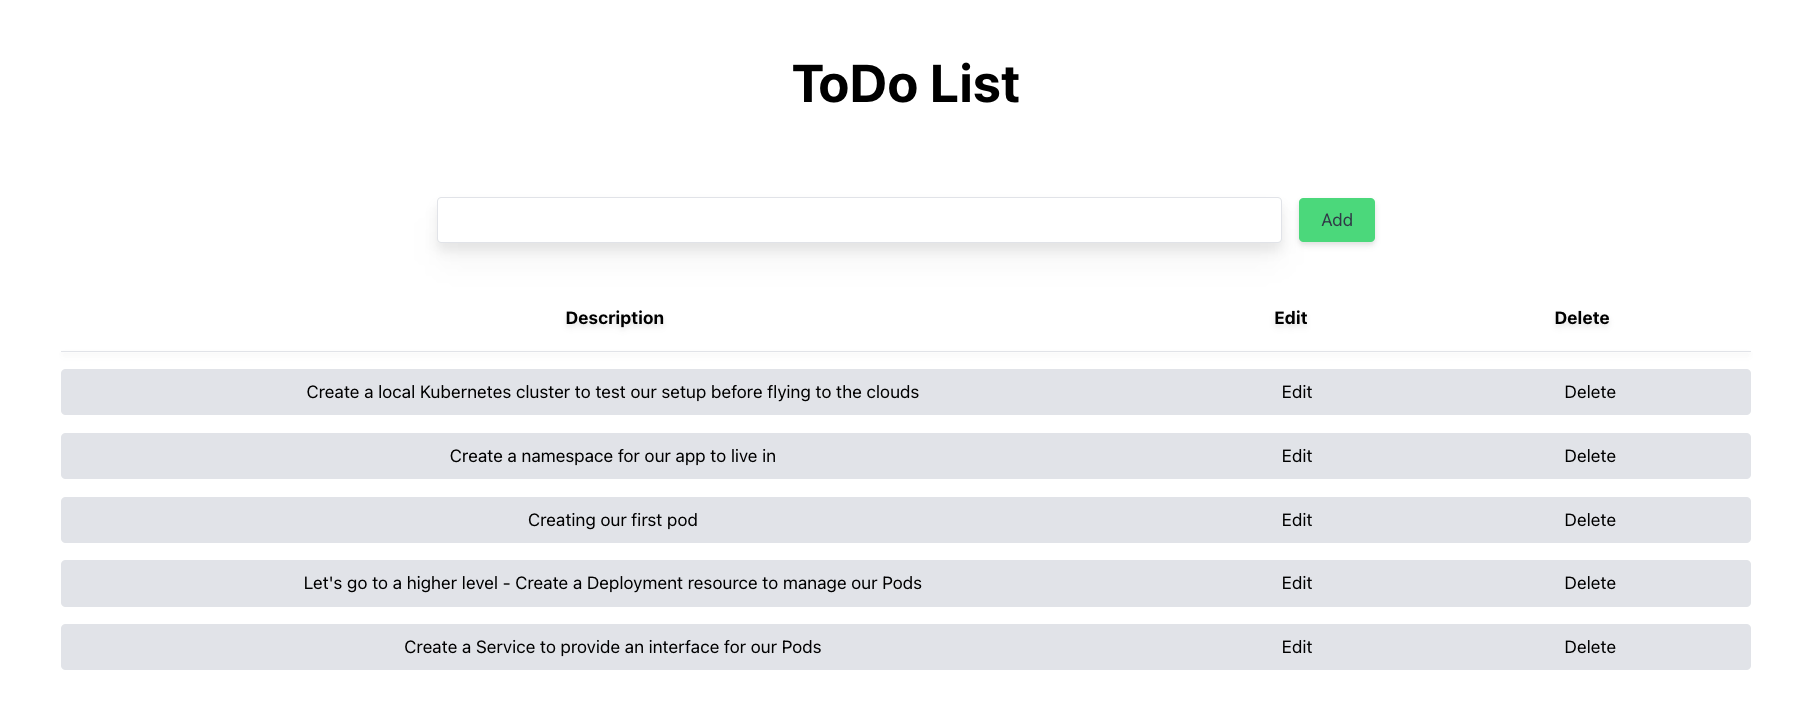 ToDo List
Add
Description Edit Delete
Create a local Kubernetes cluster to test our setup before flying to the clouds Edit Delete
Create a namespace for our app to live in Edit Delete
Creating our first pod Edit Delete
Let's go to a higher level - Create a Deployment resource to manage our Pods Edit Delete
Create a Service to provide an interface for our Pods Edit Delete